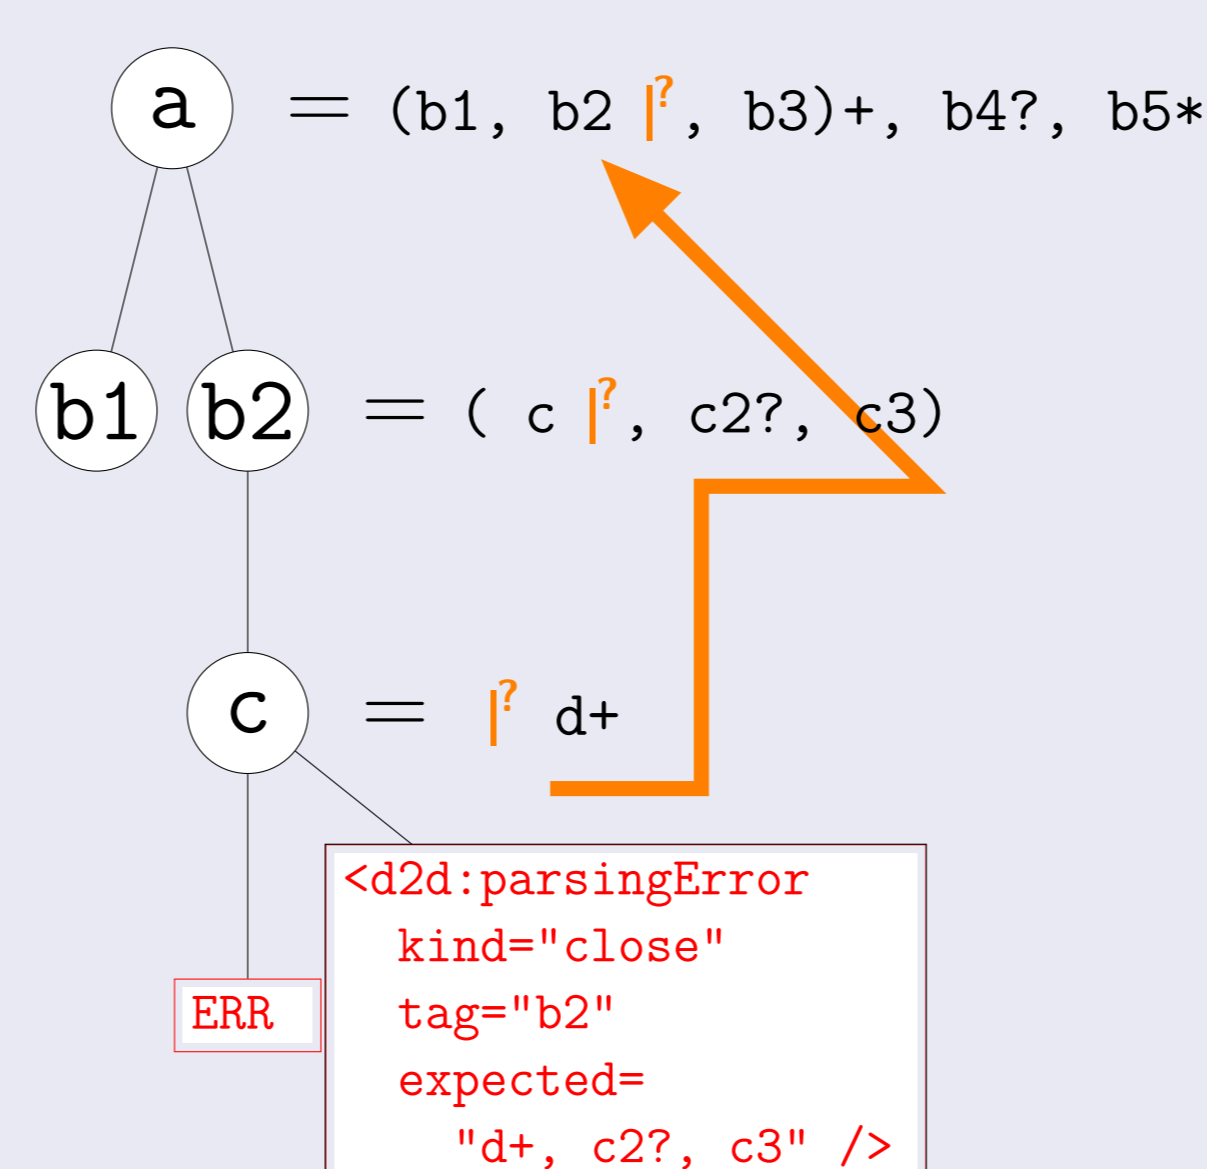 a = (b1, b2 |?, b3)+, b4?, b5*
b1 b2 = ( c |?, c2?, c3)
c = |? d+
<d2d:parsingError
kind="close"
tag="b2"
ERR
expected=
"d+, c2?, c3" />